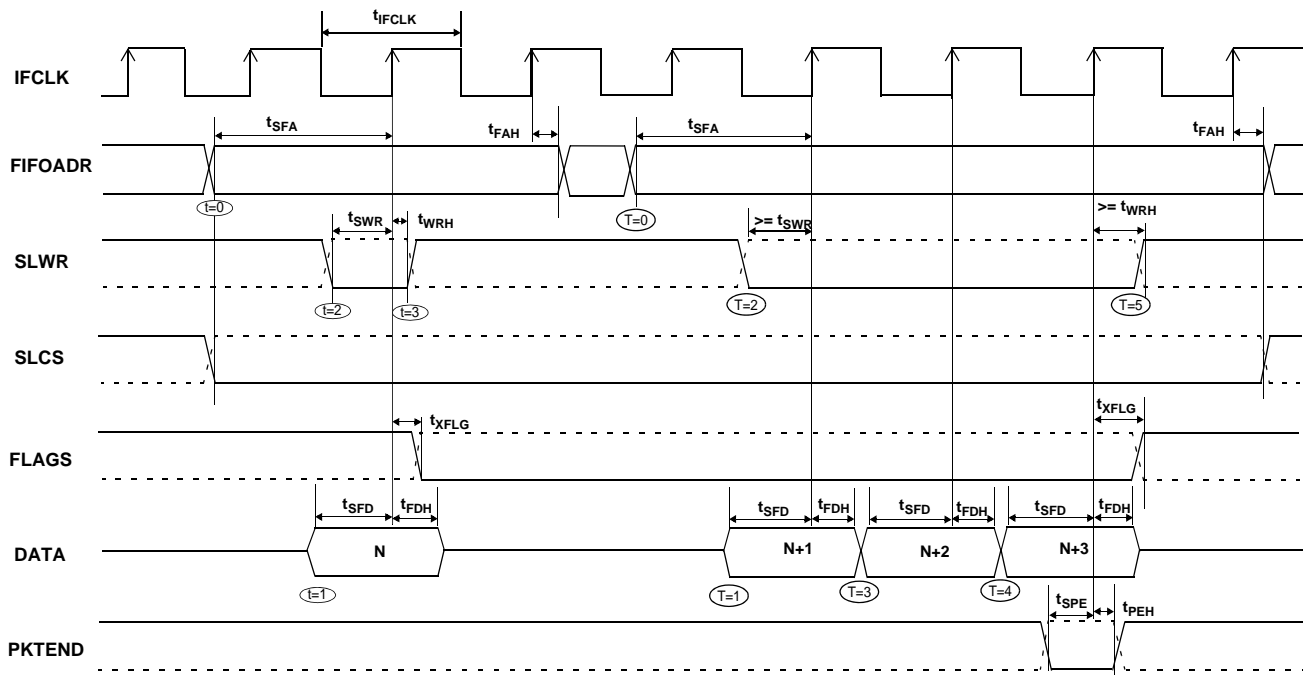 tIFCLK
IFCLK
tSFA tFAH tSFA tFAH
FIFOADR
t=0 tSWR tWRH T=0 >= tSWR >= tWRH
SLWR
t=2 t=3 T=2 T=5
SLCS
tXFLG tXFLG
FLAGS
tSFD tFDH tSFD tFDH tSFD tFDH tSFD tFDH
DATA N N+1 N+2 N+3
t=1 T=1 T=3 T=4
tSPE tPEH
PKTEND